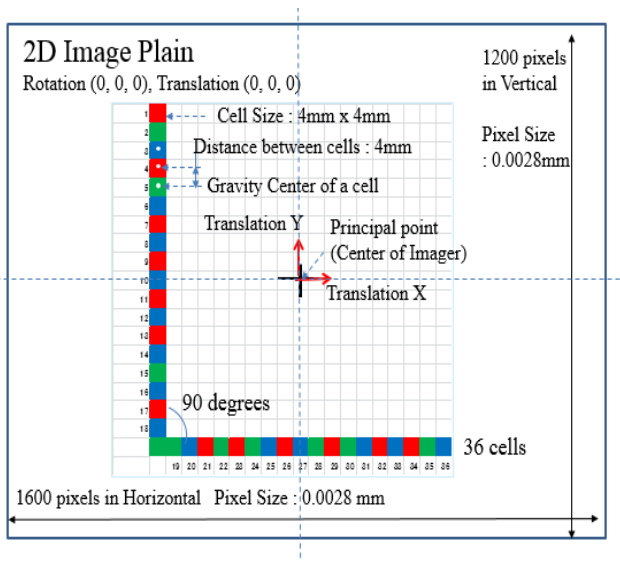 2D Image Plain
Rotation (0, 0, 0), Translation (0, 0, 0)
1200 pixels
in Vertical
Pixel Size
: 0.0028mm
Cell Size : 4mm x 4mm
Distance between cells : 4mm
Gravity Center of a cell
Translation Y
Principal point
(Center of Imager)
Translation X
1
2
3
4
5
6
7
8
9
10
11
12
13
14
15
16
17
18
90 degrees
36 cells
19 20 21 22 23 24 25 26 27 28 29 30 31 32 33 34 35 36
1600 pixels in Horizontal Pixel Size : 0.0028 mm